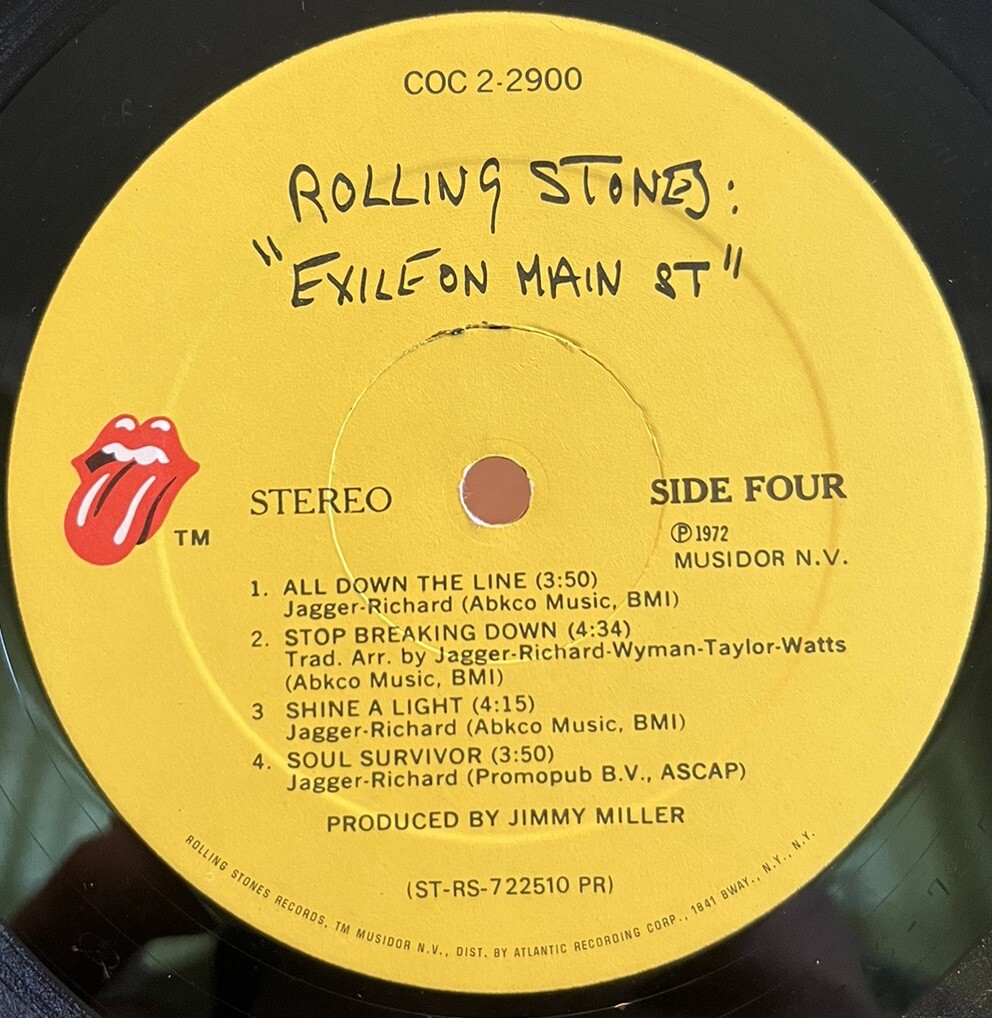 COC 2-2900
ROLLING STONES:
"EXILE ON MAIN ST"
TM
STEREO
SIDE FOUR
℗ 1972
MUSIDOR N.V.
1. ALL DOWN THE LINE (3:50)
Jagger-Richard (Abkco Music, BMI)
2. STOP BREAKING DOWN (4:34)
Trad. Arr. by Jagger-Richard-Wyman-Taylor-Watts
(Abkco Music, BMI)
3 SHINE A LIGHT (4:15)
Jagger-Richard (Abkco Music, BMI)
4. SOUL SURVIVOR (3:50)
Jagger-Richard (Promopub B.V., ASCAP)
PRODUCED BY JIMMY MILLER
(ST-RS-722510 PR)
ROLLING STONES RECORDS, TM MUSIDOR N.V., DIST. BY ATLANTIC RECORDING CORP., 1841 BWAY., N.Y., N.Y.